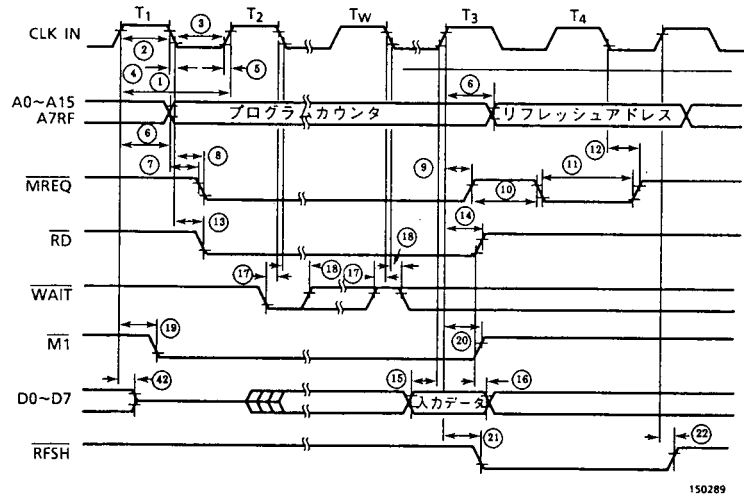 T1 T2 TW T3 T4
CLK IN
③
②
④ ① ⑤
A0~A15
A7RF
プログラムカウンタ
リフレッシュアドレス
⑥ ⑥
⑦ ⑧ ⑨ ⑩ ⑪ ⑫
MREQ
⑬ ⑭
RD
⑰ ⑱ ⑰ ⑱
WAIT
⑲ ⑳
M1
㊷ ⑮ ⑯
D0~D7
入力データ
㉑ ㉒
RFSH
150289